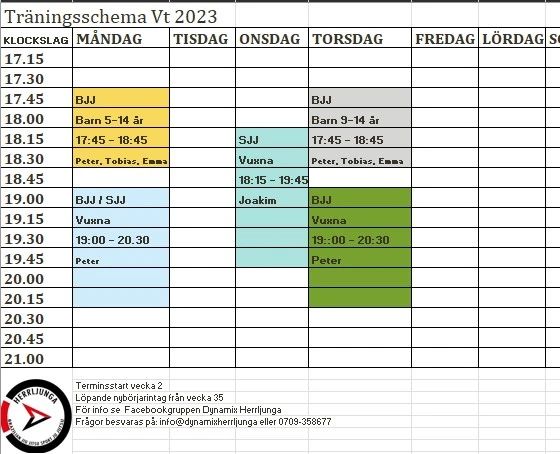 Träningsschema Vt 2023
KLOCKSLAG MÅNDAG TISDAG ONSDAG TORSDAG FREDAG LÖRDAG
17.15
17.30
17.45 BJJ BJJ
18.00 Barn 5-14 år Barn 9-14 år
18.15 17:45 - 18:45 SJJ 17:45 - 18:45
18.30 Peter, Tobias, Emma Vuxna Peter, Tobias, Emma
18.45 18:15 - 19:45
19.00 BJJ / SJJ Joakim BJJ
19.15 Vuxna Vuxna
19.30 19:00 - 20.30 19::00 - 20:30
19.45 Peter Peter
20.00
20.15
20.30
20.45
21.00
HERRLJUNGA
Terminsstart vecka 2
Löpande nybörjarintag från vecka 35
För info se Facebookgruppen Dynamix Herrljunga
Frågor besvaras på: info@dynamixherrljunga eller 0709-358677